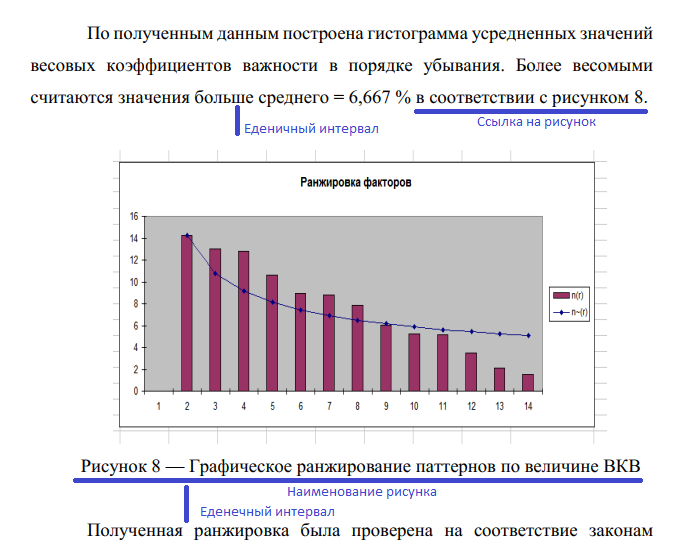 По полученным данным построена гистограмма усредненных значений
весовых коэффициентов важности в порядке убывания. Более весомыми
считаются значения больше среднего = 6,667 % в соответствии с рисунком 8.
Еденичный интервал
Ссылка на рисунок
Ранжировка факторов
16
14
12
10
8
6
4
2
0
1 2 3 4 5 6 7 8 9 10 11 12 13 14
n(r)
n~(r)
Рисунок 8 — Графическое ранжирование паттернов по величине ВКВ
Наименование рисунка
Еденечный интервал
Полученная ранжировка была проверена на соответствие законам